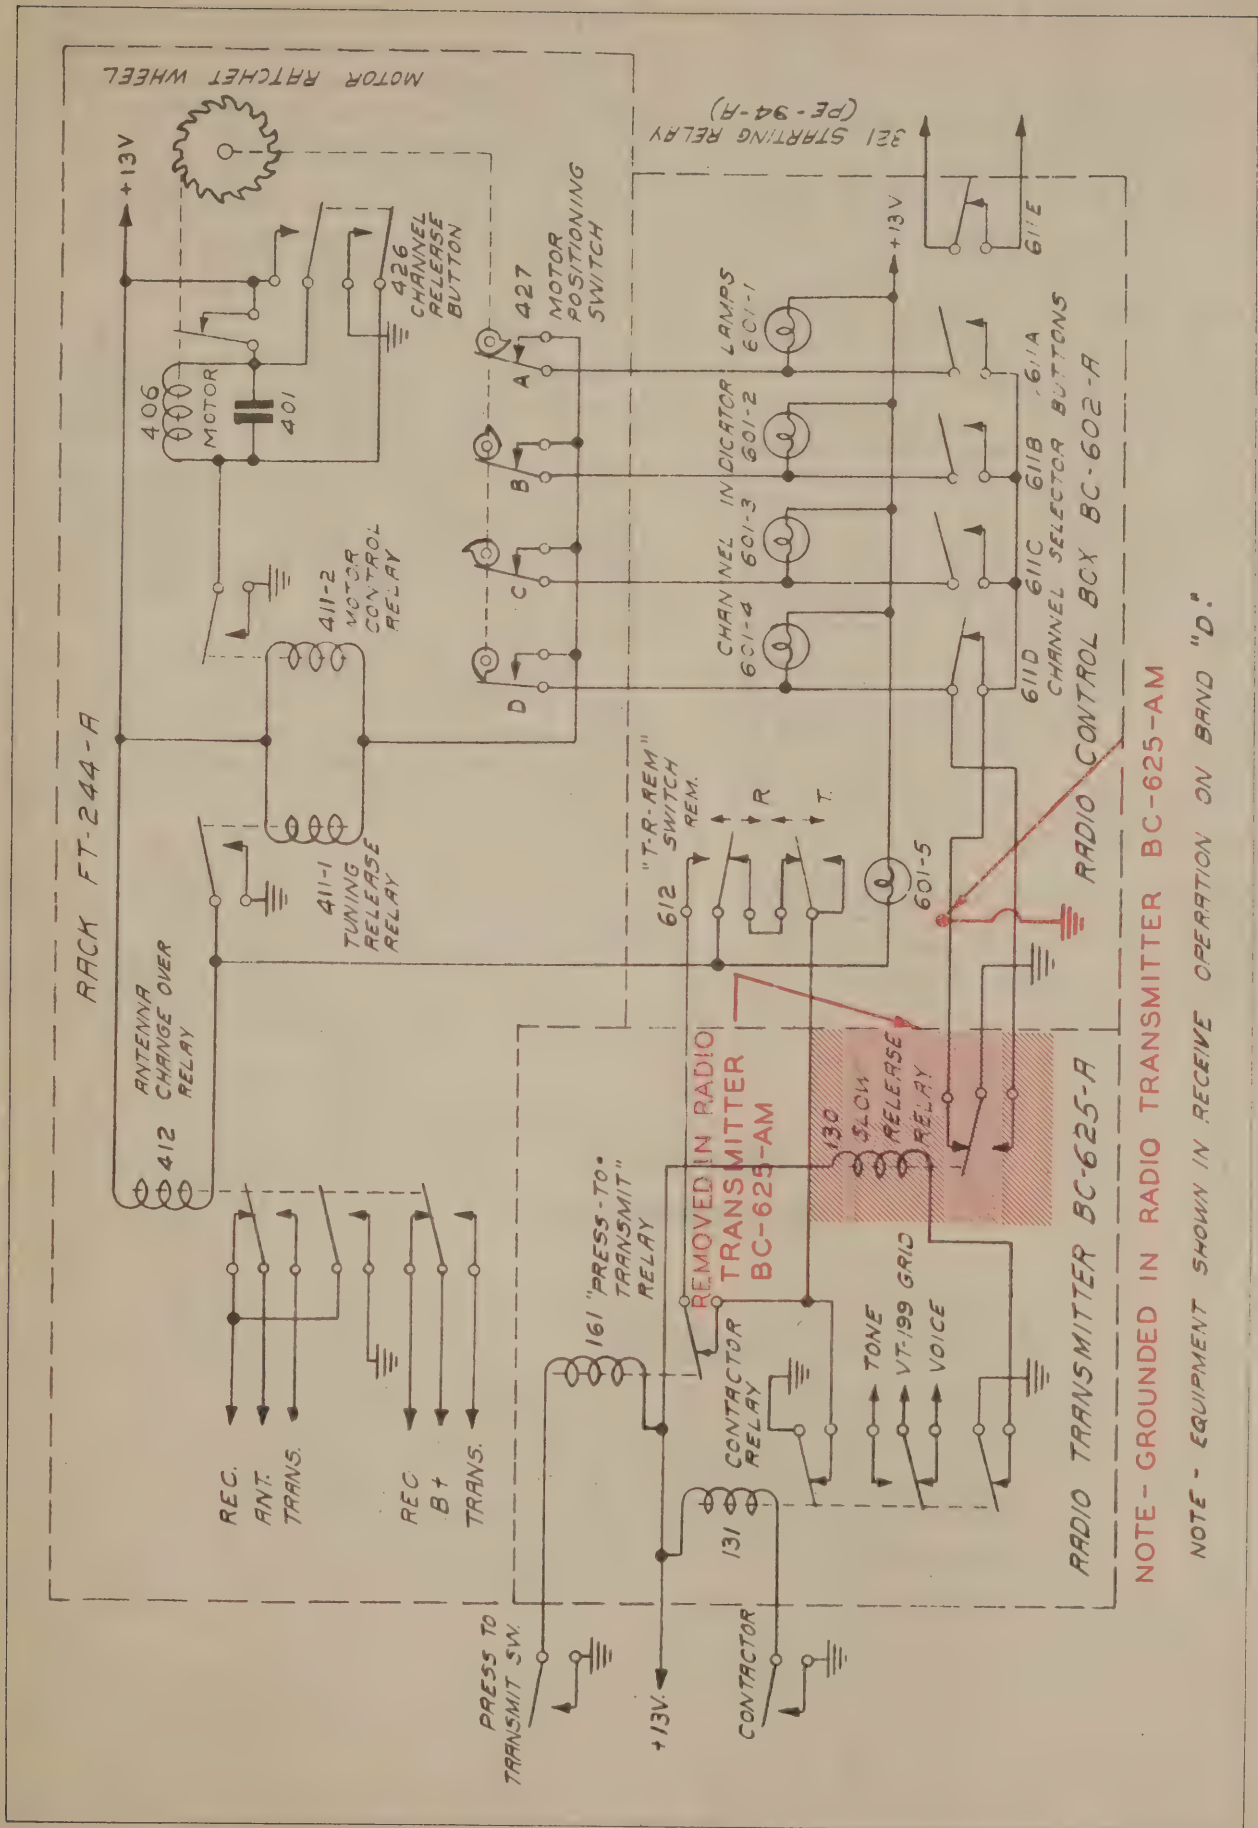 RACK FT-244-A
MOTOR RATCHET WHEEL
+13V
406
MOTOR
401
426
CHANNEL
RELEASE
BUTTON
427
MOTOR
POSITIONING
SWITCH
411-2
MOTOR
CONTROL
RELAY
411-1
TUNING
RELEASE
RELAY
ANTENNA
CHANGE OVER
RELAY
412
REC.
ANT.
TRANS.
REC
B+
TRANS.
D
C
B
A
321 STARTING RELAY
(PE-94-A)
612
"T-R-REM"
SWITCH
REM.
R
T.
CHANNEL INDICATOR LAMPS
601-4
601-3
601-2
601-1
+13V
601-5
611D
611C
611B
611A
611E
CHANNEL SELECTOR BUTTONS
RADIO CONTROL BOX BC-602-A
PRESS TO
TRANSMIT SW.
+13V.
CONTACTOR
161 "PRESS-TO-
TRANSMIT"
RELAY
131
CONTACTOR
RELAY
TONE
VT-199 GRID
VOICE
130
SLOW
RELEASE
RELAY
REMOVED IN RADIO
TRANSMITTER
BC-625-AM
RADIO TRANSMITTER BC-625-A
NOTE - GROUNDED IN RADIO TRANSMITTER BC-625-AM
NOTE - EQUIPMENT SHOWN IN RECEIVE OPERATION ON BAND "D."